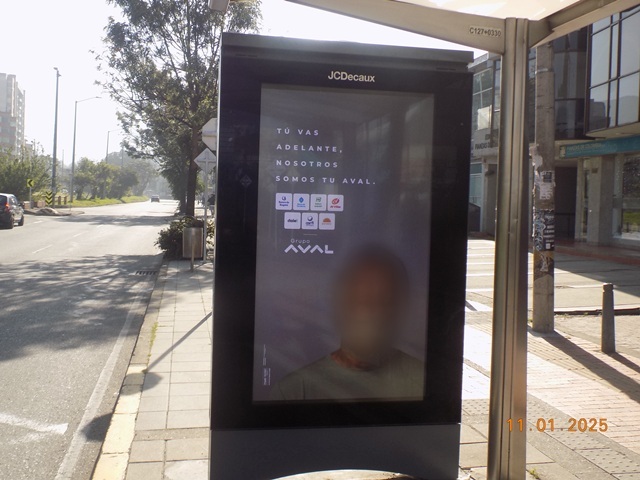 C127+0330
JCDecaux
TÚ VAS
ADELANTE,
NOSOTROS
SOMOS TU AVAL.
Grupo
AVAL
11.01.2025